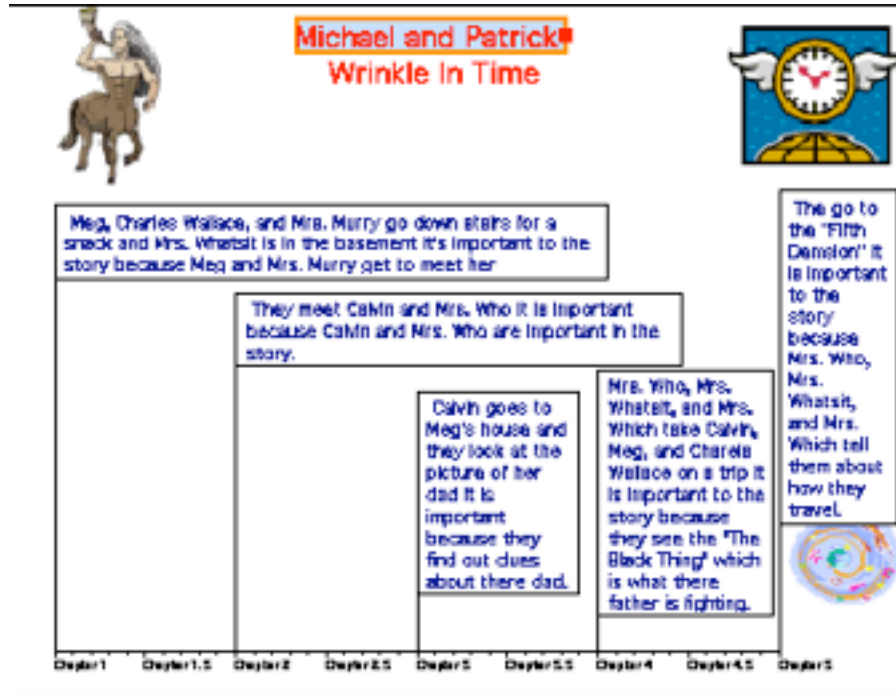 Michael and Patrick
Wrinkle In Time
Meg, Charles Wallace, and Mrs. Murry go down stairs for a
snack and Mrs. Whatsit is in the basement it's important to the
story because Meg and Mrs. Murry get to meet her
They meet Calvin and Mrs. Who it is important
because Calvin and Mrs. Who are important in the
story.
Calvin goes to
Meg's house and
they look at the
picture of her
dad it is
important
because they
find out clues
about there dad.
Mrs. Who, Mrs.
Whatsit, and Mrs.
Which take Calvin,
Meg, and Charels
Wallace on a trip it
is important to the
story because
they see the "The
Black Thing" which
is what there
father is fighting.
The go to
the "Fifth
Demsion" it
is important
to the
story
because
Mrs. Who,
Mrs.
Whatsit,
and Mrs.
Which tell
them about
how they
travel.
Chapter 1
Chapter 1.5
Chapter 2
Chapter 2.5
Chapter 3
Chapter 3.5
Chapter 4
Chapter 4.5
Chapter 5